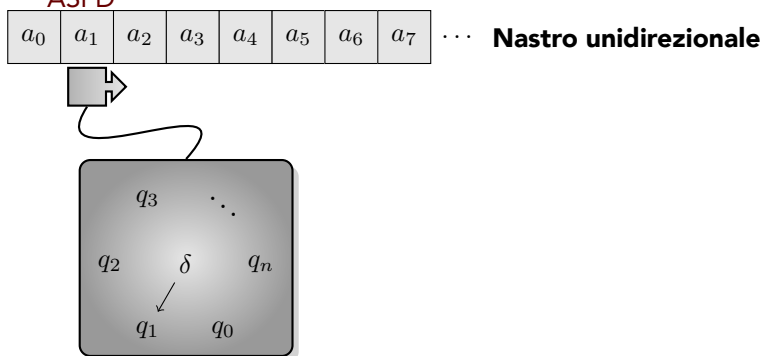 ASFD
a0 a1 a2 a3 a4 a5 a6 a7 ··· Nastro unidirezionale
q3 ⋱
q2 δ qn
q1 q0